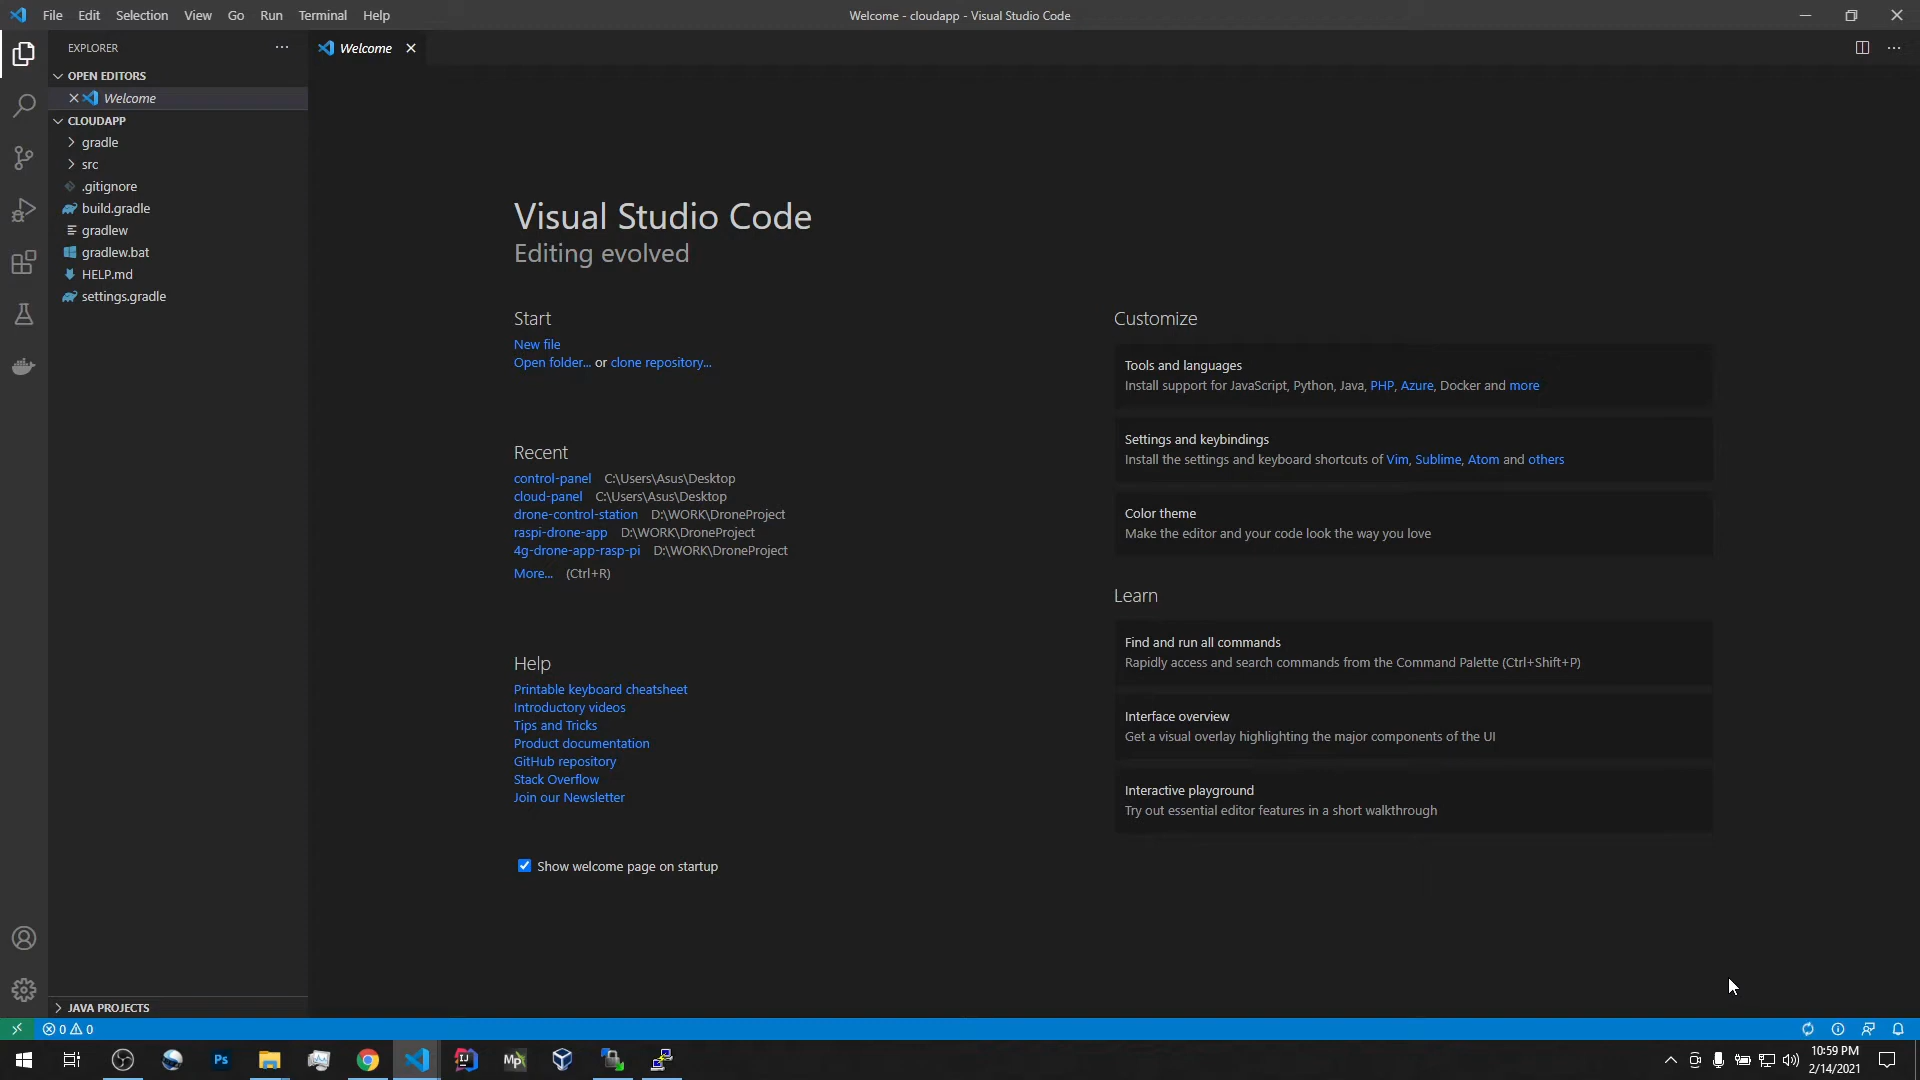 File Edit Selection View Go Run Terminal Help
Welcome - cloudapp - Visual Studio Code
EXPLORER
Welcome
OPEN EDITORS
Welcome
CLOUDAPP
gradle
src
.gitignore
build.gradle
gradlew
gradlew.bat
HELP.md
settings.gradle
JAVA PROJECTS
Visual Studio Code
Editing evolved
Start
New file
Open folder... or clone repository...
Recent
control-panel C:\Users\Asus\Desktop
cloud-panel C:\Users\Asus\Desktop
drone-control-station D:\WORK\DroneProject
raspi-drone-app D:\WORK\DroneProject
4g-drone-app-rasp-pi D:\WORK\DroneProject
More... (Ctrl+R)
Help
Printable keyboard cheatsheet
Introductory videos
Tips and Tricks
Product documentation
GitHub repository
Stack Overflow
Join our Newsletter
Show welcome page on startup
Customize
Tools and languages
Install support for JavaScript, Python, Java, PHP, Azure, Docker and more
Settings and keybindings
Install the settings and keyboard shortcuts of Vim, Sublime, Atom and others
Color theme
Make the editor and your code look the way you love
Learn
Find and run all commands
Rapidly access and search commands from the Command Palette (Ctrl+Shift+P)
Interface overview
Get a visual overlay highlighting the major components of the UI
Interactive playground
Try out essential editor features in a short walkthrough
0 0
Ps
IJ
Mp
10:59 PM
2/14/2021